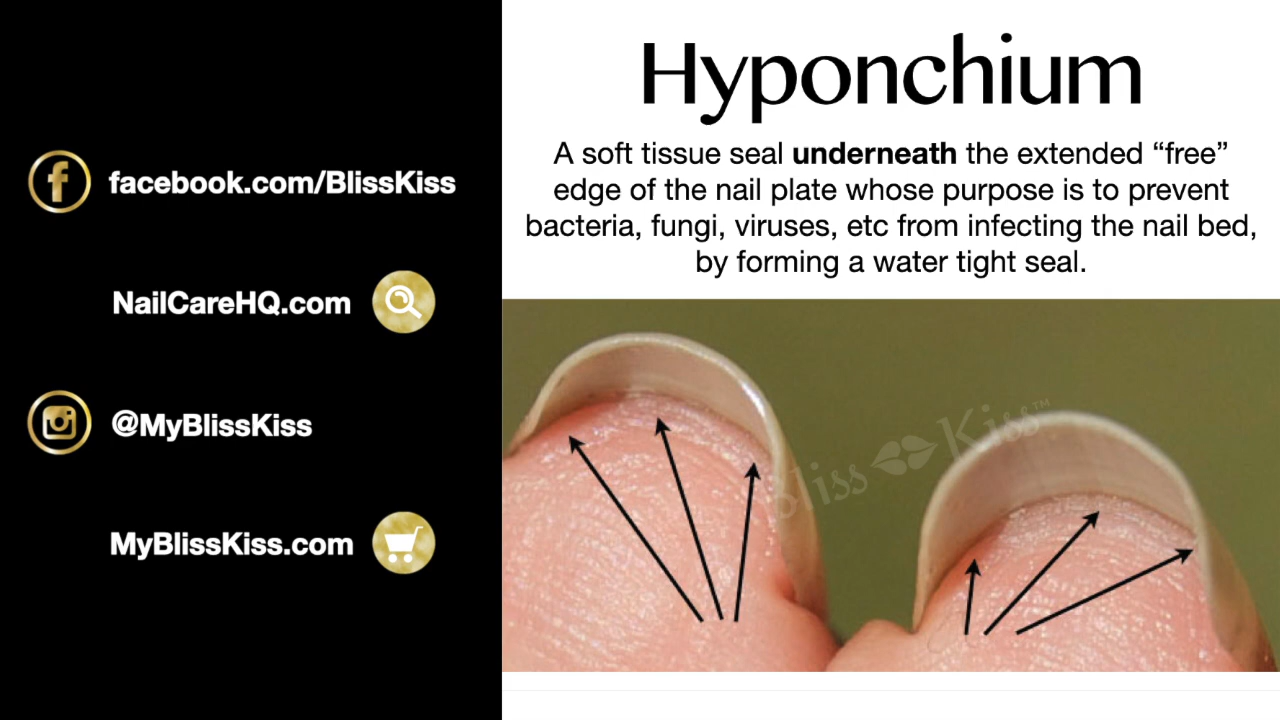 facebook.com/BlissKiss
NailCareHQ.com
@MyBlissKiss
MyBlissKiss.com
Hyponchium
A soft tissue seal underneath the extended “free”
edge of the nail plate whose purpose is to prevent
bacteria, fungi, viruses, etc from infecting the nail bed,
by forming a water tight seal.
Bliss Kiss™